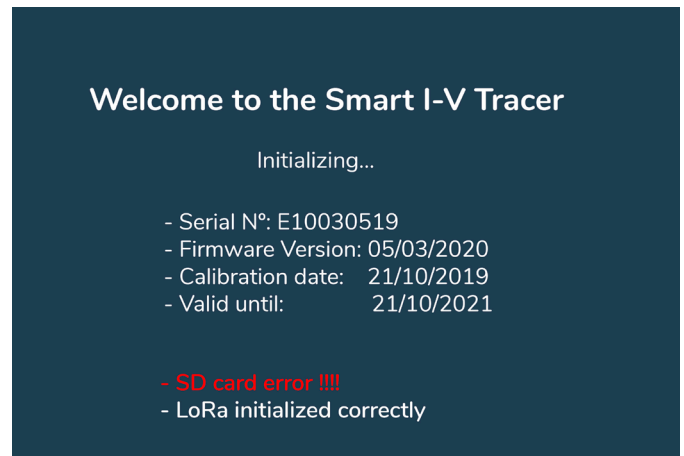 Welcome to the Smart I-V Tracer
Initializing...
- Serial Nº: E10030519
- Firmware Version: 05/03/2020
- Calibration date: 21/10/2019
- Valid until: 21/10/2021
- SD card error !!!!
- LoRa initialized correctly